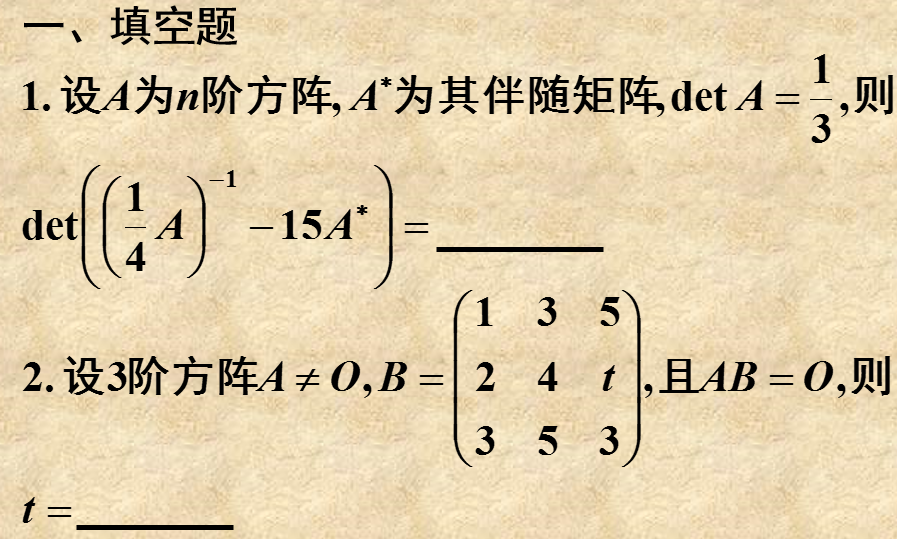 一、填空题
1. 设A为n阶方阵, A*为其伴随矩阵, det A = 1/3 ,则
det((1/4 A)^{-1} − 15A*) = ______
2. 设3阶方阵A ≠ O, B = (1 3 5
2 4 t
3 5 3), 且AB = O, 则
t = ______